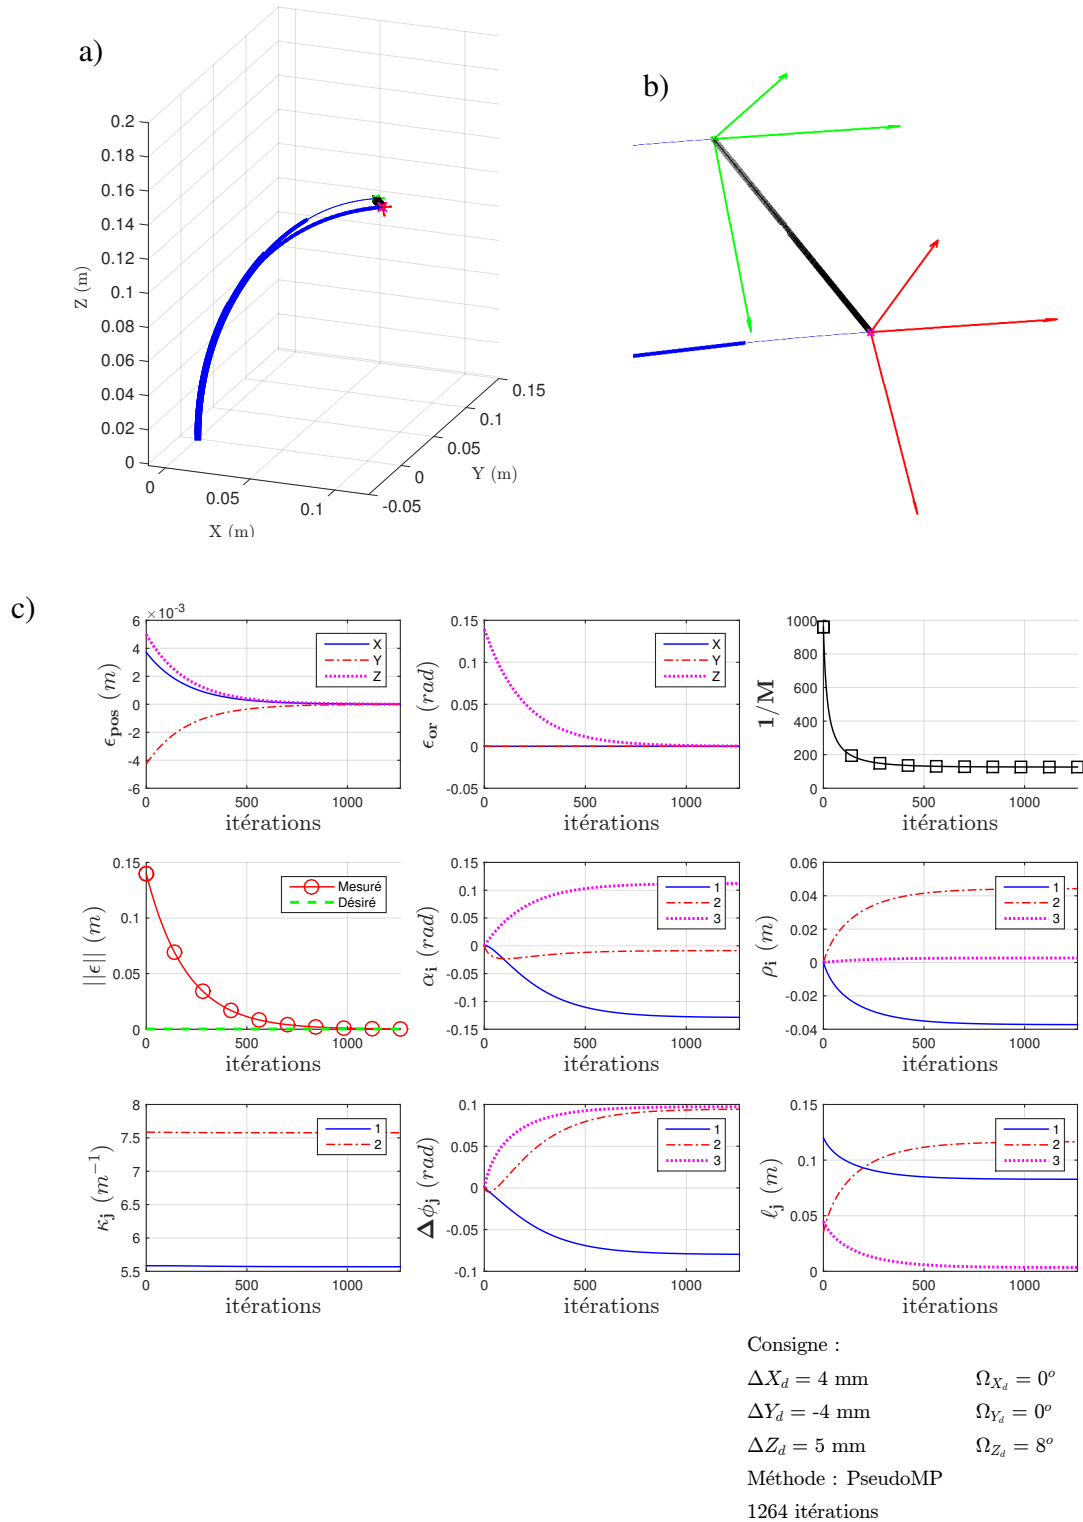 a)
0.2
0.18
0.16
0.14
0.12
0.1
0.08
0.06
0.04
0.02
0
Z (m)
0
0.05
0.1
X (m)
-0.05
0
0.05
0.1
0.15
Y (m)
b)
c)
×10⁻³
6
4
2
0
-2
-4
-6
0
500
1000
ϵpos (m)
itérations
X
Y
Z
0.15
0.1
0.05
0
-0.05
0
500
1000
ϵor (rad)
itérations
X
Y
Z
1000
800
600
400
200
0
0
500
1000
1/M
itérations
0.15
0.1
0.05
0
0
500
1000
||ϵ|| (m)
itérations
Mesuré
Désiré
0.15
0.1
0.05
0
-0.05
-0.1
-0.15
0
500
1000
αi (rad)
itérations
1
2
3
0.06
0.04
0.02
0
-0.02
-0.04
0
500
1000
ρi (m)
itérations
1
2
3
8
7.5
7
6.5
6
5.5
0
500
1000
κj (m⁻¹)
itérations
1
2
0.1
0.05
0
-0.05
-0.1
0
500
1000
Δϕj (rad)
itérations
1
2
3
0.15
0.1
0.05
0
0
500
1000
ℓj (m)
itérations
1
2
3
Consigne :
ΔXd = 4 mm ΩXd = 0o
ΔYd = -4 mm ΩYd = 0o
ΔZd = 5 mm ΩZd = 8o
Méthode : PseudoMP
1264 itérations